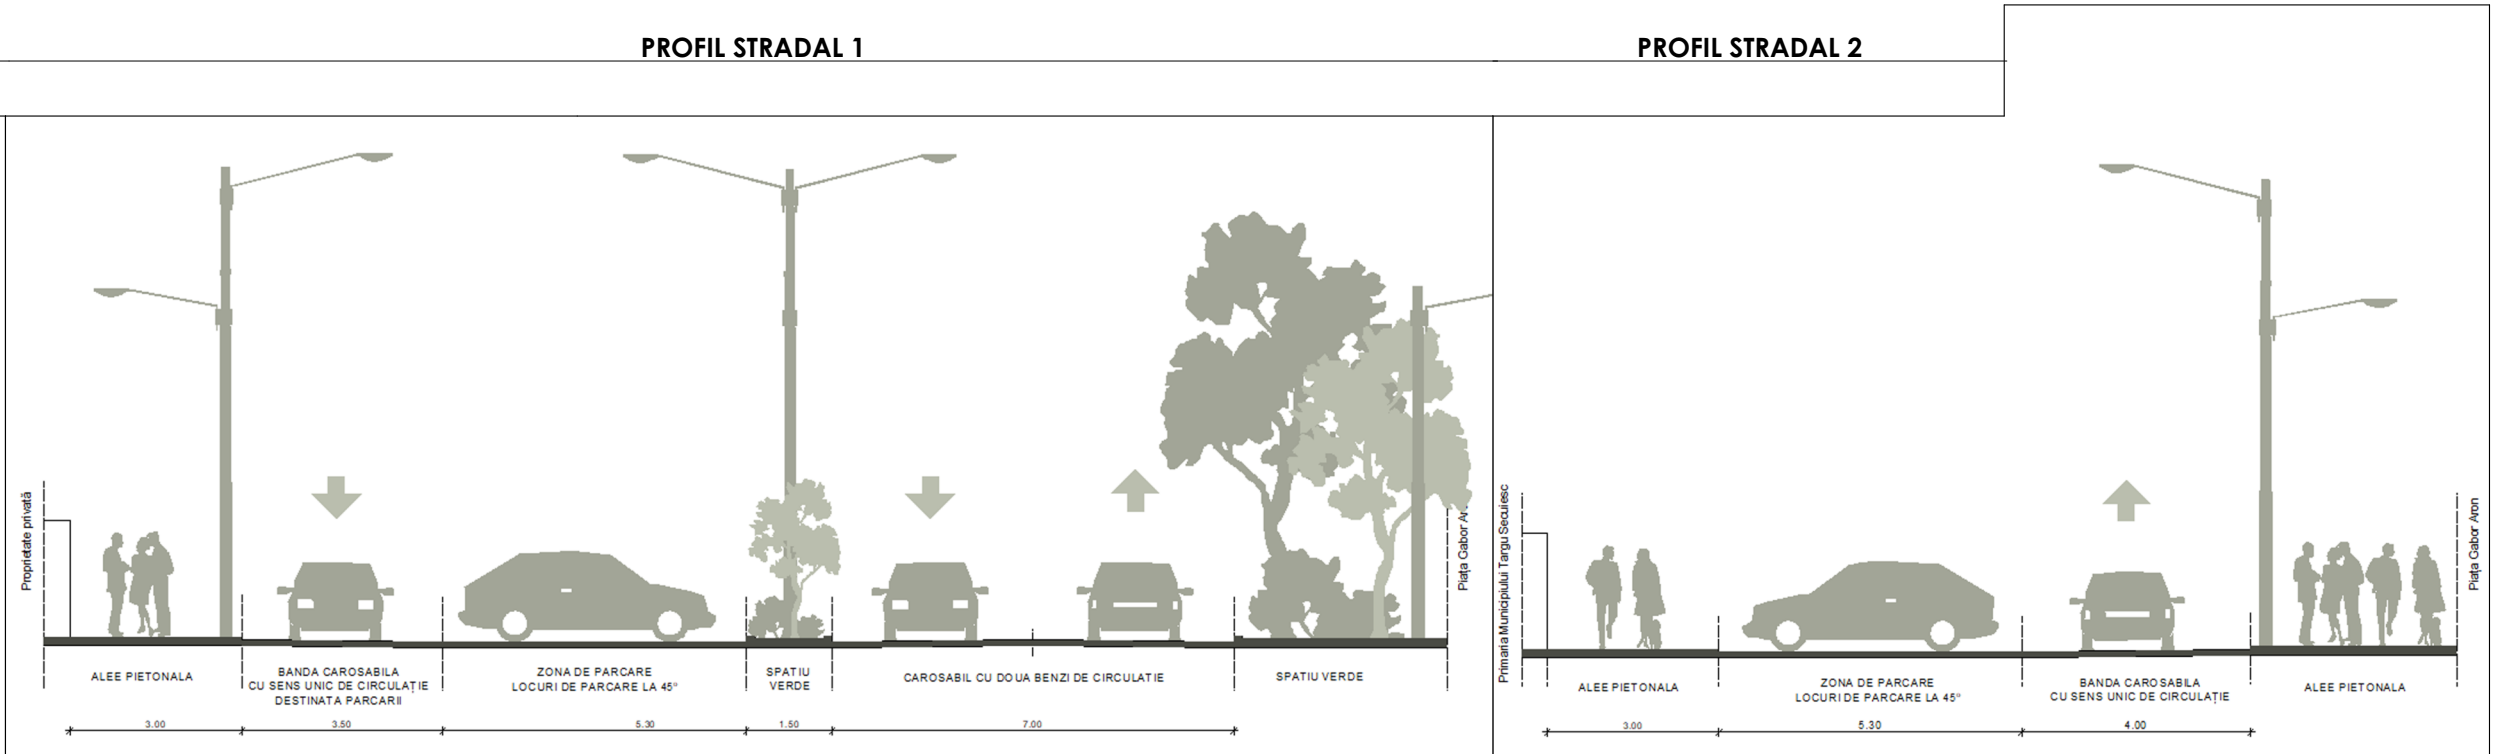 PROFIL STRADAL 1
PROFIL STRADAL 2
Proprietate privată
ALEE PIETONALA
BANDA CAROSABILA
CU SENS UNIC DE CIRCULAȚIE
DESTINATA PARCARII
ZONA DE PARCARE
LOCURI DE PARCARE LA 45°
SPATIU
VERDE
CAROSABIL CU DOUA BENZI DE CIRCULATIE
SPATIU VERDE
Piața Gabor Ar
3.00
3.50
5.30
1.50
7.00
Primaria Municipiului Targu Secuiesc
ALEE PIETONALA
ZONA DE PARCARE
LOCURI DE PARCARE LA 45°
BANDA CAROSABILA
CU SENS UNIC DE CIRCULAȚIE
ALEE PIETONALA
Piața Gabor Aron
3.00
5.30
4.00